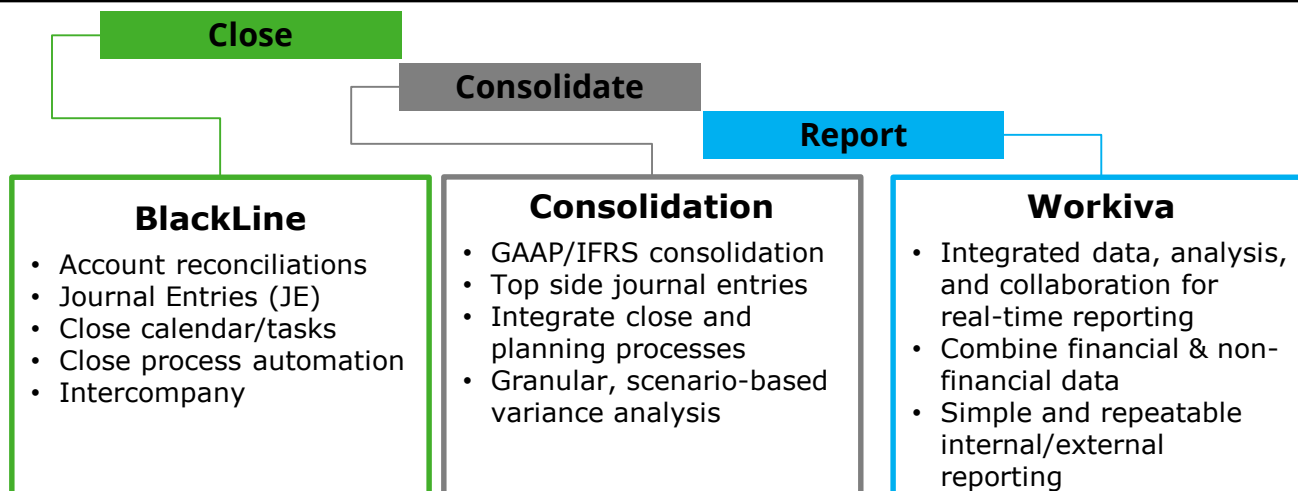 Close
Consolidate
Report
BlackLine
• Account reconciliations
• Journal Entries (JE)
• Close calendar/tasks
• Close process automation
• Intercompany
Consolidation
• GAAP/IFRS consolidation
• Top side journal entries
• Integrate close and
planning processes
• Granular, scenario-based
variance analysis
Workiva
• Integrated data, analysis,
and collaboration for
real-time reporting
• Combine financial & non-
financial data
• Simple and repeatable
internal/external
reporting